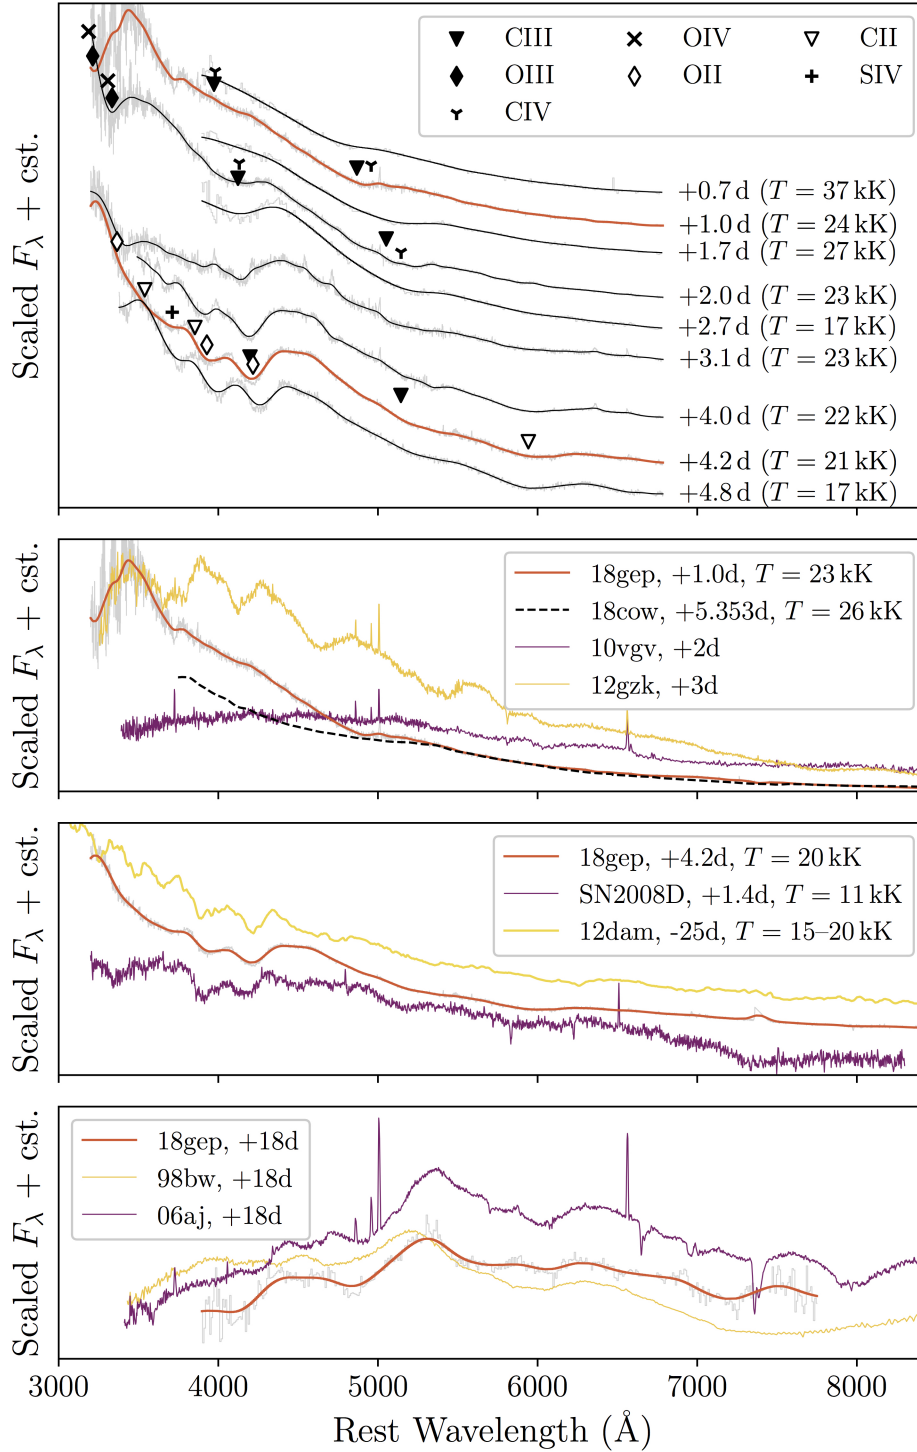 CIII OIV CII
OIII OII SIV
CIV
+0.7 d (T = 37 kK)
+1.0 d (T = 24 kK)
+1.7 d (T = 27 kK)
+2.0 d (T = 23 kK)
+2.7 d (T = 17 kK)
+3.1 d (T = 23 kK)
+4.0 d (T = 22 kK)
+4.2 d (T = 21 kK)
+4.8 d (T = 17 kK)
Scaled Fλ + cst.
18gep, +1.0d, T = 23 kK
18cow, +5.353d, T = 26 kK
10vgv, +2d
12gzk, +3d
Scaled Fλ + cst.
18gep, +4.2d, T = 20 kK
SN2008D, +1.4d, T = 11 kK
12dam, -25d, T = 15–20 kK
Scaled Fλ + cst.
18gep, +18d
98bw, +18d
06aj, +18d
Scaled Fλ + cst.
3000 4000 5000 6000 7000 8000
Rest Wavelength (Å)